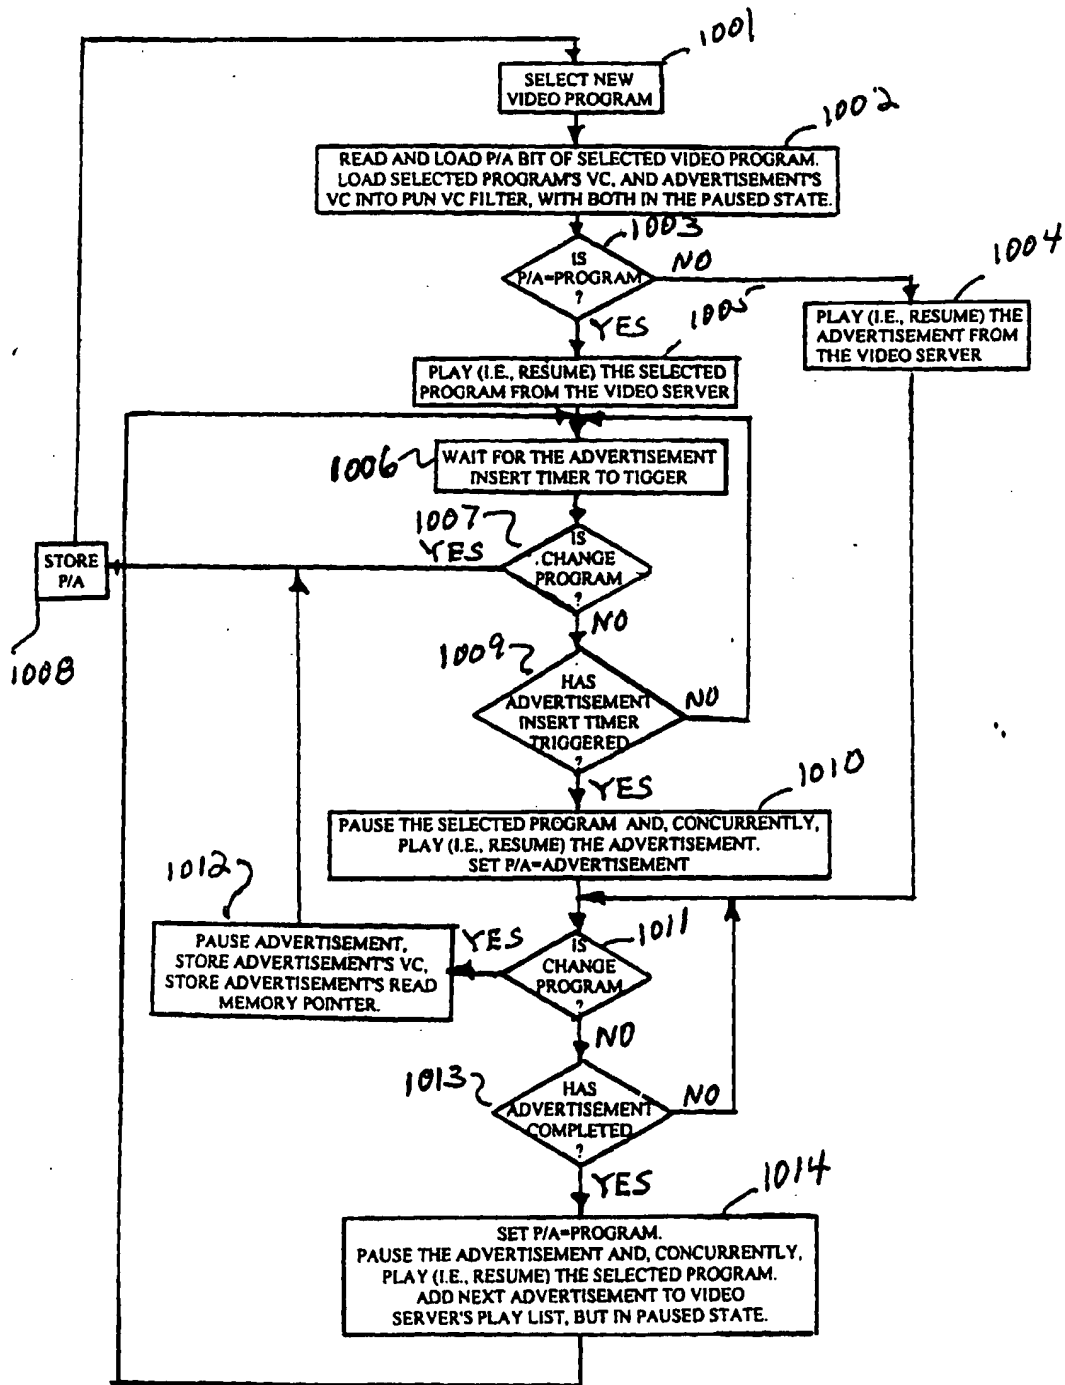 1001
SELECT NEW
VIDEO PROGRAM
1002
READ AND LOAD P/A BIT OF SELECTED VIDEO PROGRAM.
LOAD SELECTED PROGRAM'S VC, AND ADVERTISEMENT'S
VC INTO PUN VC FILTER, WITH BOTH IN THE PAUSED STATE.
1003
IS
P/A=PROGRAM
?
NO
YES
1004
PLAY (I.E., RESUME) THE
ADVERTISEMENT FROM
THE VIDEO SERVER
1005
PLAY (I.E., RESUME) THE SELECTED
PROGRAM FROM THE VIDEO SERVER
1006
WAIT FOR THE ADVERTISEMENT
INSERT TIMER TO TIGGER
1007
IS
CHANGE
PROGRAM
?
YES
NO
STORE
P/A
1008
1009
HAS
ADVERTISEMENT
INSERT TIMER
TRIGGERED
?
NO
YES
1010
PAUSE THE SELECTED PROGRAM AND, CONCURRENTLY,
PLAY (I.E., RESUME) THE ADVERTISEMENT.
SET P/A=ADVERTISEMENT
1011
IS
CHANGE
PROGRAM
?
YES
NO
1012
PAUSE ADVERTISEMENT,
STORE ADVERTISEMENT'S VC,
STORE ADVERTISEMENT'S READ
MEMORY POINTER.
1013
HAS
ADVERTISEMENT
COMPLETED
?
NO
YES
1014
SET P/A=PROGRAM.
PAUSE THE ADVERTISEMENT AND, CONCURRENTLY,
PLAY (I.E., RESUME) THE SELECTED PROGRAM.
ADD NEXT ADVERTISEMENT TO VIDEO
SERVER'S PLAY LIST, BUT IN PAUSED STATE.